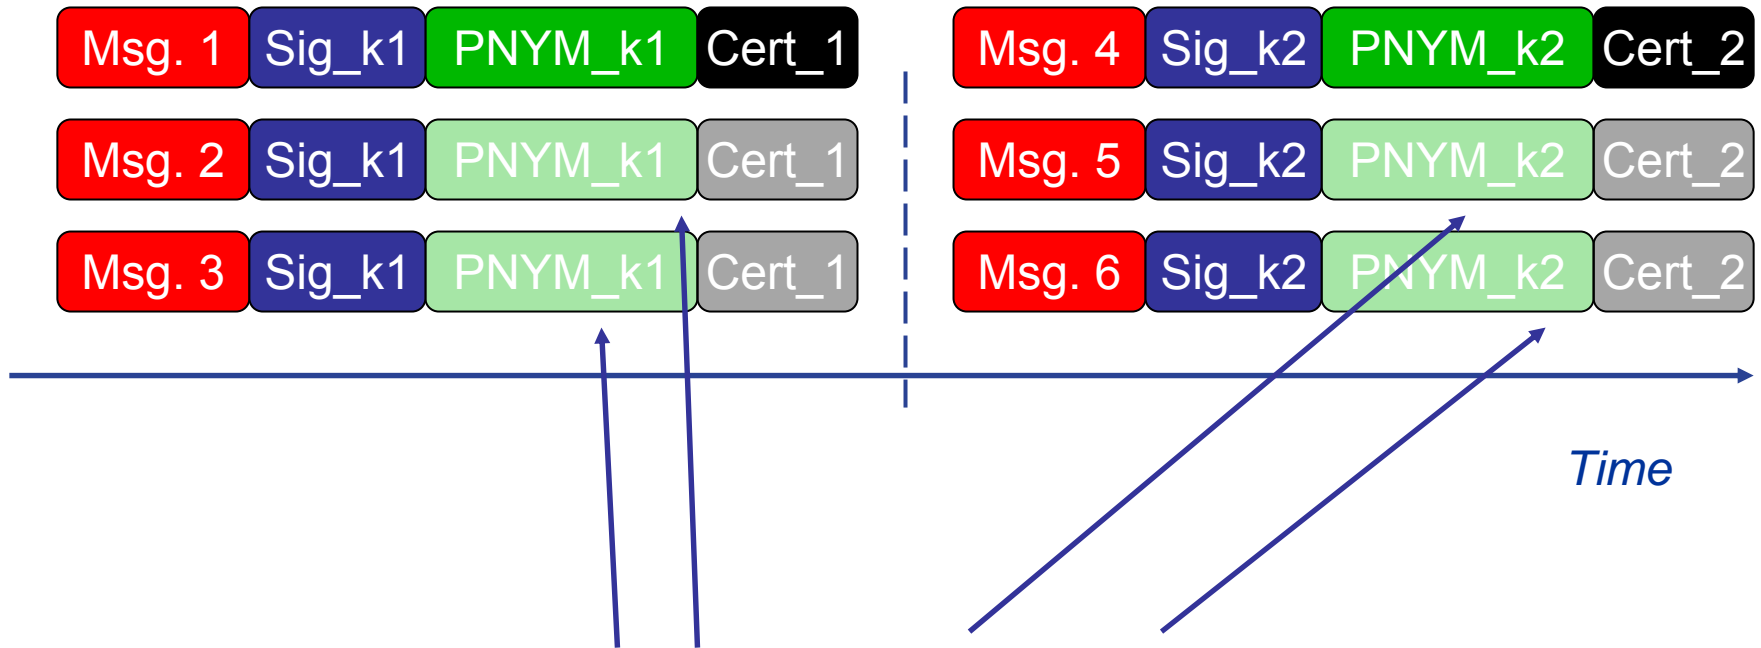 Msg. 1 Sig_k1 PNYM_k1 Cert_1 Msg. 4 Sig_k2 PNYM_k2 Cert_2
Msg. 2 Sig_k1 PNYM_k1 Cert_1 Msg. 5 Sig_k2 PNYM_k2 Cert_2
Msg. 3 Sig_k1 PNYM_k1 Cert_1 Msg. 6 Sig_k2 PNYM_k2 Cert_2
Time